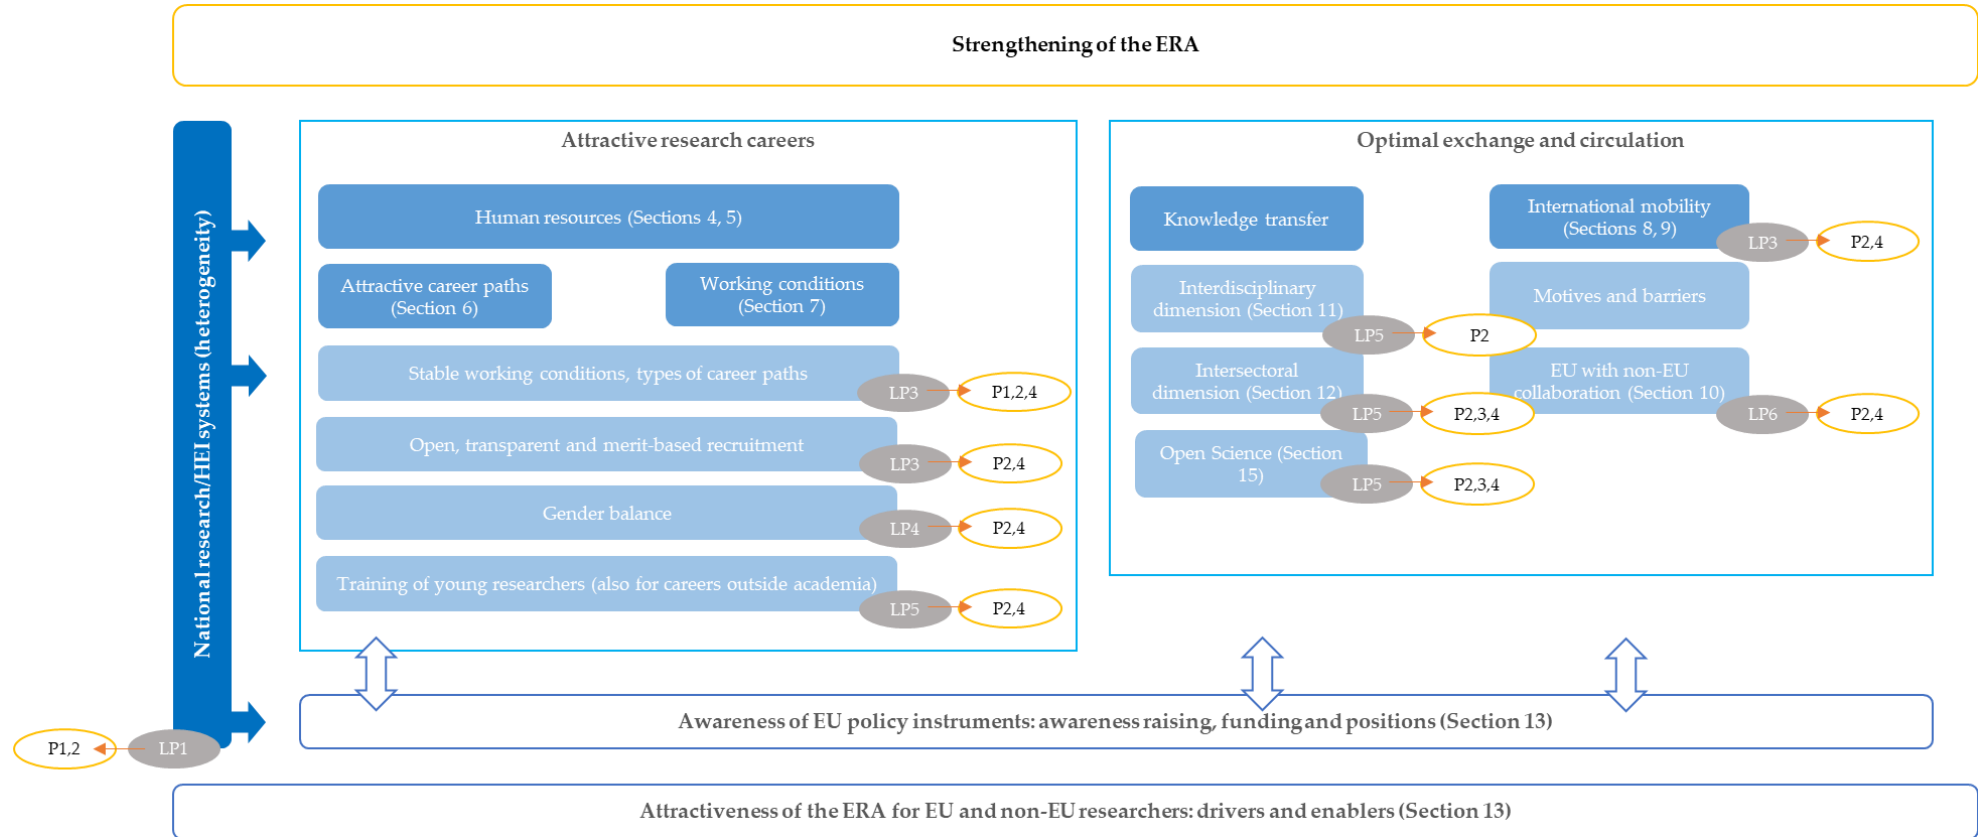 Strengthening of the ERA
National research/HEI systems (heterogeneity)
LP1
P1,2
Attractive research careers
Human resources (Sections 4, 5)
Attractive career paths
(Section 6)
Working conditions
(Section 7)
Stable working conditions, types of career paths
LP3
P1,2,4
Open, transparent and merit-based recruitment
LP3
P2,4
Gender balance
LP4
P2,4
Training of young researchers (also for careers outside academia)
LP5
P2,4
Optimal exchange and circulation
Knowledge transfer
Interdisciplinary
dimension (Section 11)
LP5
P2
Intersectoral
dimension (Section 12)
LP5
P2,3,4
Open Science (Section
15)
LP5
P2,3,4
International mobility
(Sections 8, 9)
LP3
P2,4
Motives and barriers
EU with non-EU
collaboration (Section 10)
LP6
P2,4
Awareness of EU policy instruments: awareness raising, funding and positions (Section 13)
Attractiveness of the ERA for EU and non-EU researchers: drivers and enablers (Section 13)